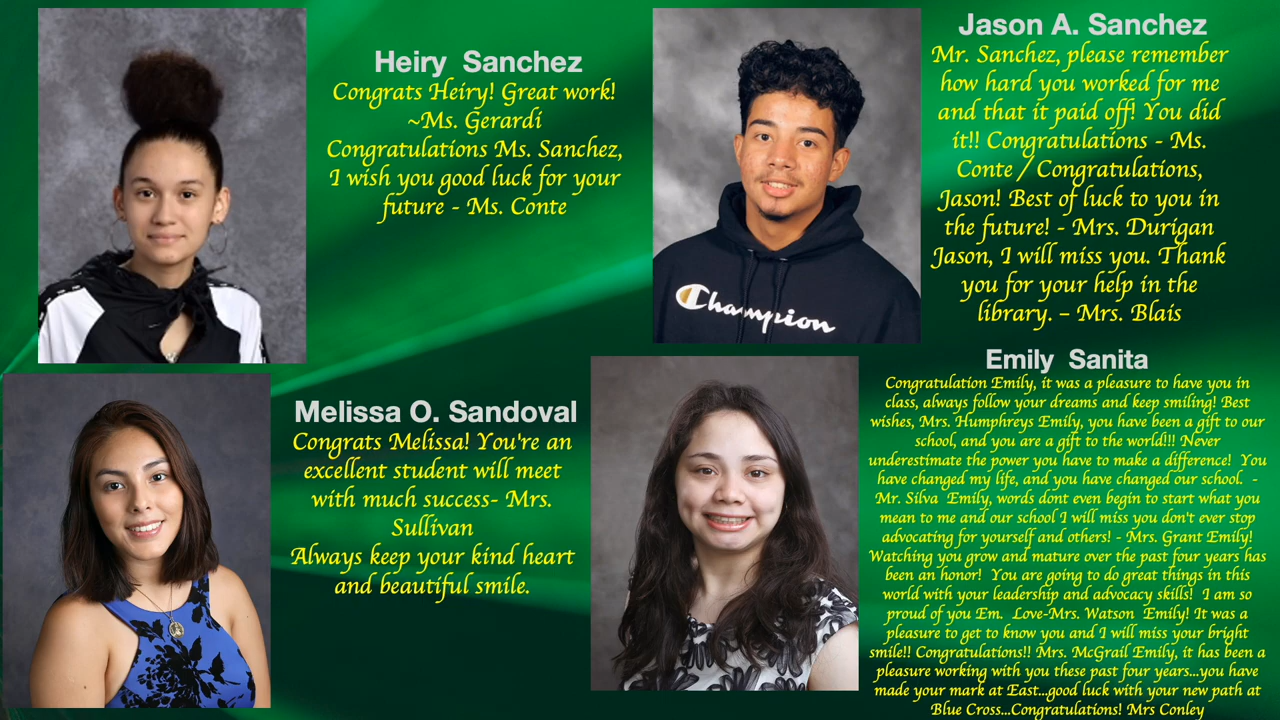 Heiry Sanchez
Congrats Heiry! Great work!
~Ms. Gerardi
Congratulations Ms. Sanchez,
I wish you good luck for your
future - Ms. Conte
Jason A. Sanchez
Mr. Sanchez, please remember
how hard you worked for me
and that it paid off! You did
it!! Congratulations - Ms.
Conte / Congratulations,
Jason! Best of luck to you in
the future! - Mrs. Durigan
Jason, I will miss you. Thank
you for your help in the
library. – Mrs. Blais
Champion
Melissa O. Sandoval
Congrats Melissa! You're an
excellent student will meet
with much success- Mrs.
Sullivan
Always keep your kind heart
and beautiful smile.
Emily Sanita
Congratulation Emily, it was a pleasure to have you in
class, always follow your dreams and keep smiling! Best
wishes, Mrs. Humphreys Emily, you have been a gift to our
school, and you are a gift to the world!!! Never
underestimate the power you have to make a difference! You
have changed my life, and you have changed our school. -
Mr. Silva Emily, words dont even begin to start what you
mean to me and our school I will miss you don't ever stop
advocating for yourself and others! - Mrs. Grant Emily!
Watching you grow and mature over the past four years has
been an honor! You are going to do great things in this
world with your leadership and advocacy skills! I am so
proud of you Em. Love-Mrs. Watson Emily! It was a
pleasure to get to know you and I will miss your bright
smile!! Congratulations!! Mrs. McGrail Emily, it has been a
pleasure working with you these past four years...you have
made your mark at East...good luck with your new path at
Blue Cross...Congratulations! Mrs Conley